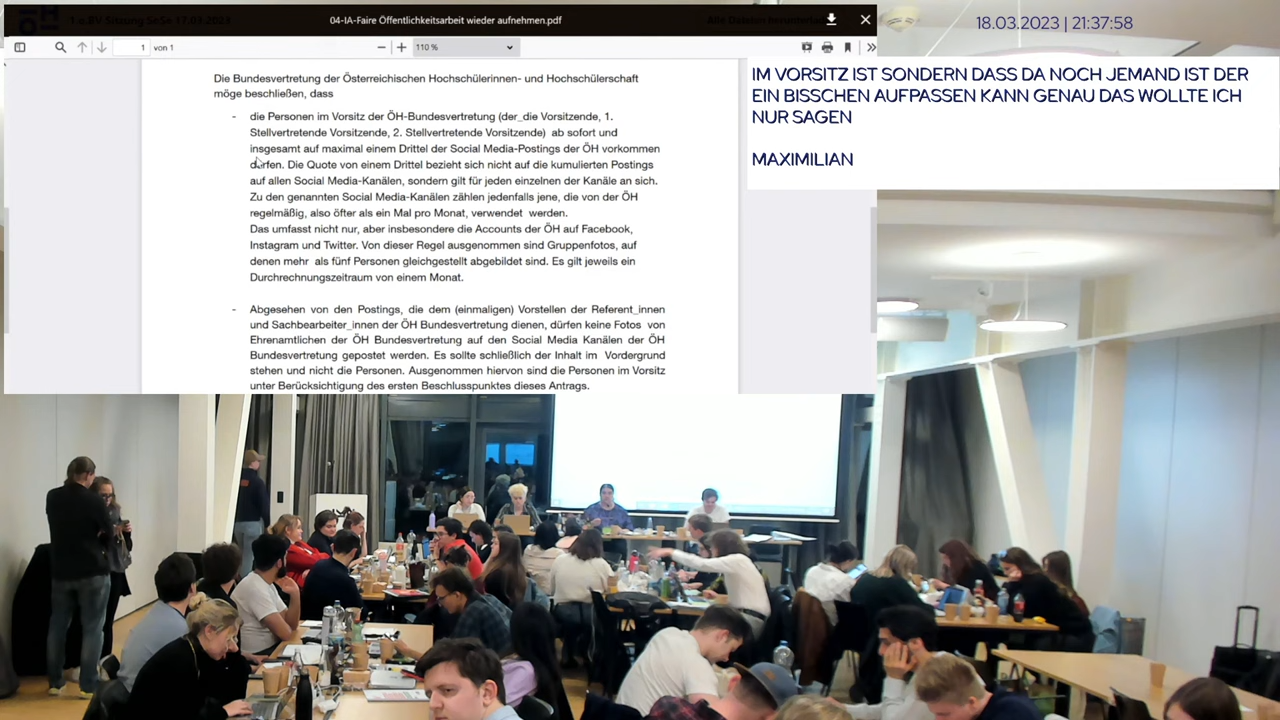 1 o.BV Sitzung SeSe 17.03.2023
04-IA-Faire Öffentlichkeitsarbeit wieder aufnehmen.pdf
1 von 1
110 %
Die Bundesvertretung der Österreichischen Hochschülerinnen- und Hochschülerschaft
möge beschließen, dass
- die Personen im Vorsitz der ÖH-Bundesvertretung (der_die Vorsitzende, 1.
Stellvertretende Vorsitzende, 2. Stellvertretende Vorsitzende) ab sofort und
insgesamt auf maximal einem Drittel der Social Media-Postings der ÖH vorkommen
dürfen. Die Quote von einem Drittel bezieht sich nicht auf die kumulierten Postings
auf allen Social Media-Kanälen, sondern gilt für jeden einzelnen der Kanäle an sich.
Zu den genannten Social Media-Kanälen zählen jedenfalls jene, die von der ÖH
regelmäßig, also öfter als ein Mal pro Monat, verwendet werden.
Das umfasst nicht nur, aber insbesondere die Accounts der ÖH auf Facebook,
Instagram und Twitter. Von dieser Regel ausgenommen sind Gruppenfotos, auf
denen mehr als fünf Personen gleichgestellt abgebildet sind. Es gilt jeweils ein
Durchrechnungszeitraum von einem Monat.
- Abgesehen von den Postings, die dem (einmaligen) Vorstellen der Referent_innen
und Sachbearbeiter_innen der ÖH Bundesvertretung dienen, dürfen keine Fotos von
Ehrenamtlichen der ÖH Bundesvertretung auf den Social Media Kanälen der ÖH
Bundesvertretung gepostet werden. Es sollte schließlich der Inhalt im Vordergrund
stehen und nicht die Personen. Ausgenommen hiervon sind die Personen im Vorsitz
unter Berücksichtigung des ersten Beschlusspunktes dieses Antrags.
18.03.2023 | 21:37:58
IM VORSITZ IST SONDERN DASS DA NOCH JEMAND IST DER
EIN BISSCHEN AUFPASSEN KANN GENAU DAS WOLLTE ICH
NUR SAGEN
MAXIMILIAN